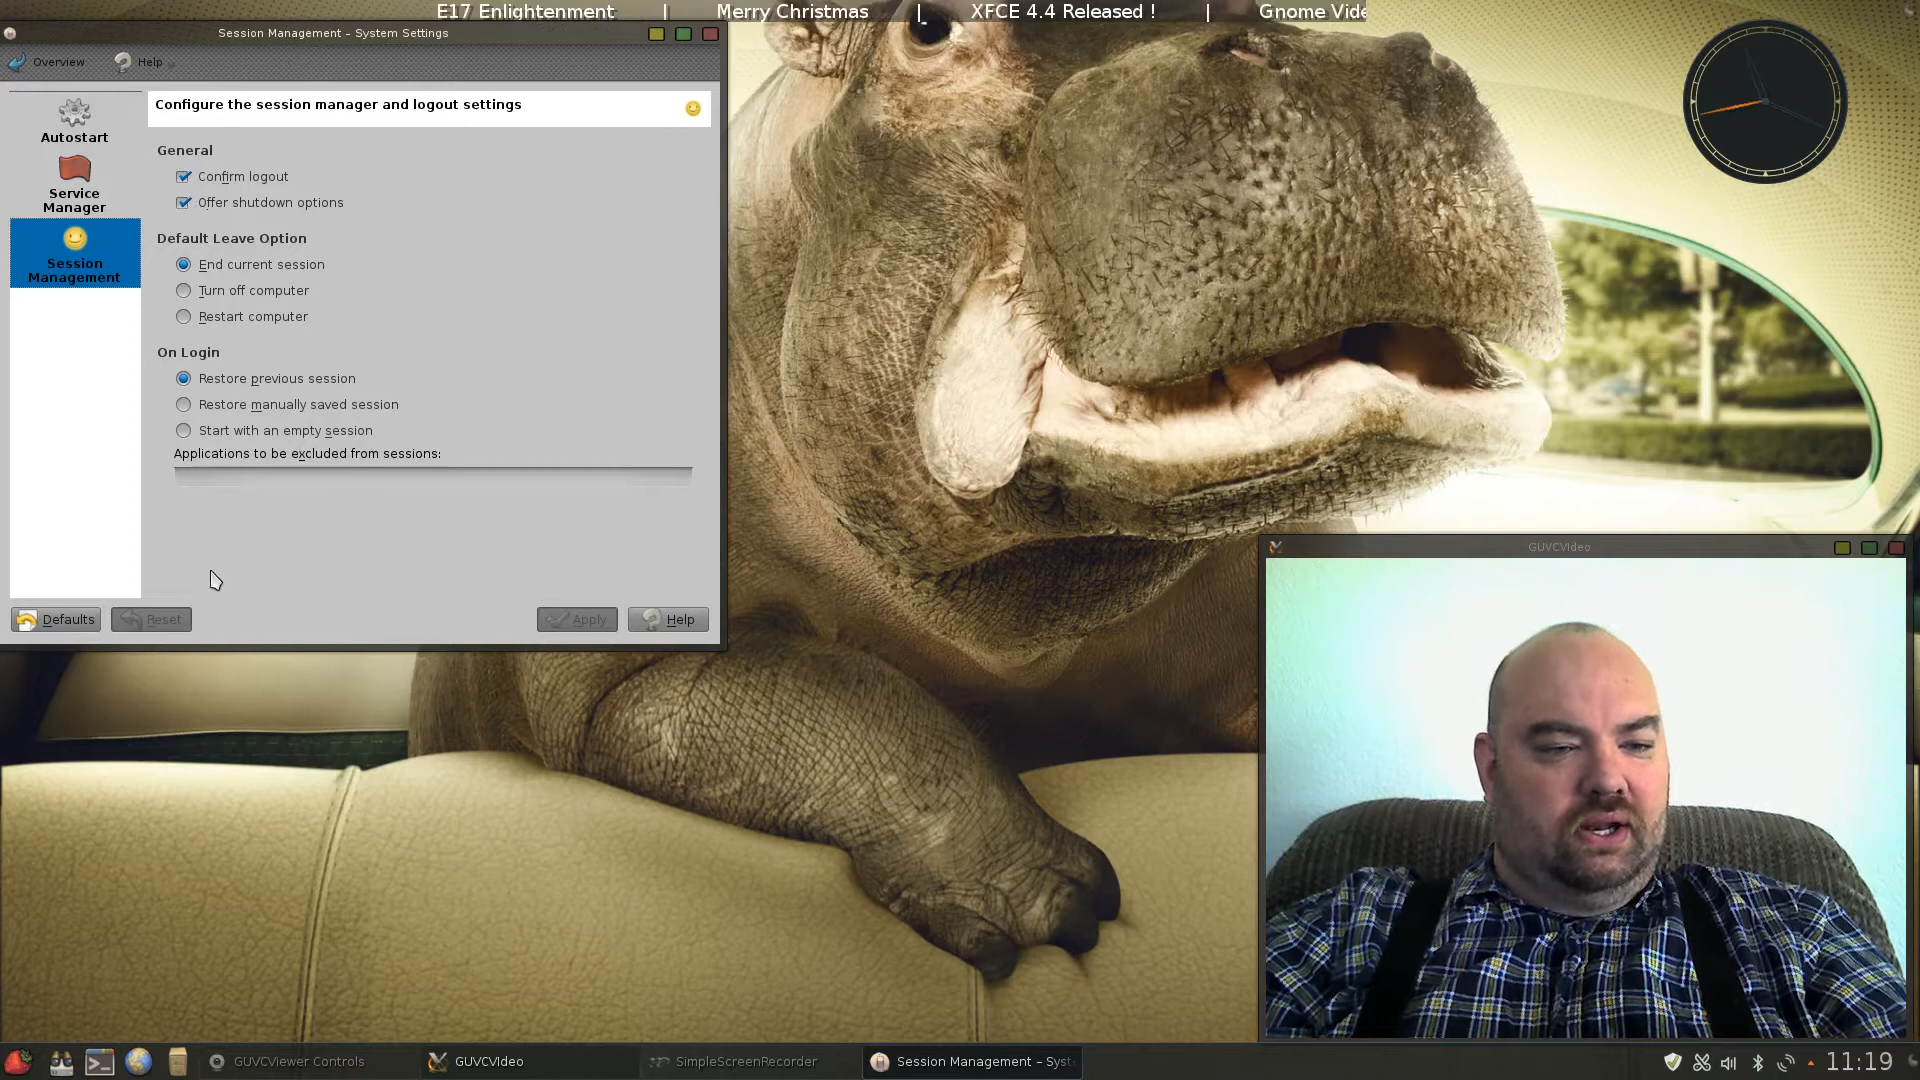 E17 Enlightenment | Merry Christmas | XFCE 4.4 Released ! | Gnome Vide
Session Management – System Settings
Overview Help
Autostart
Service
Manager
Session
Management
Configure the session manager and logout settings
General
Confirm logout
Offer shutdown options
Default Leave Option
End current session
Turn off computer
Restart computer
On Login
Restore previous session
Restore manually saved session
Start with an empty session
Applications to be excluded from sessions:
Defaults Reset Apply Help
GUVCVIdeo
GUVCViewer Controls GUVCVIdeo SimpleScreenRecorder Session Management – Syst 11:19